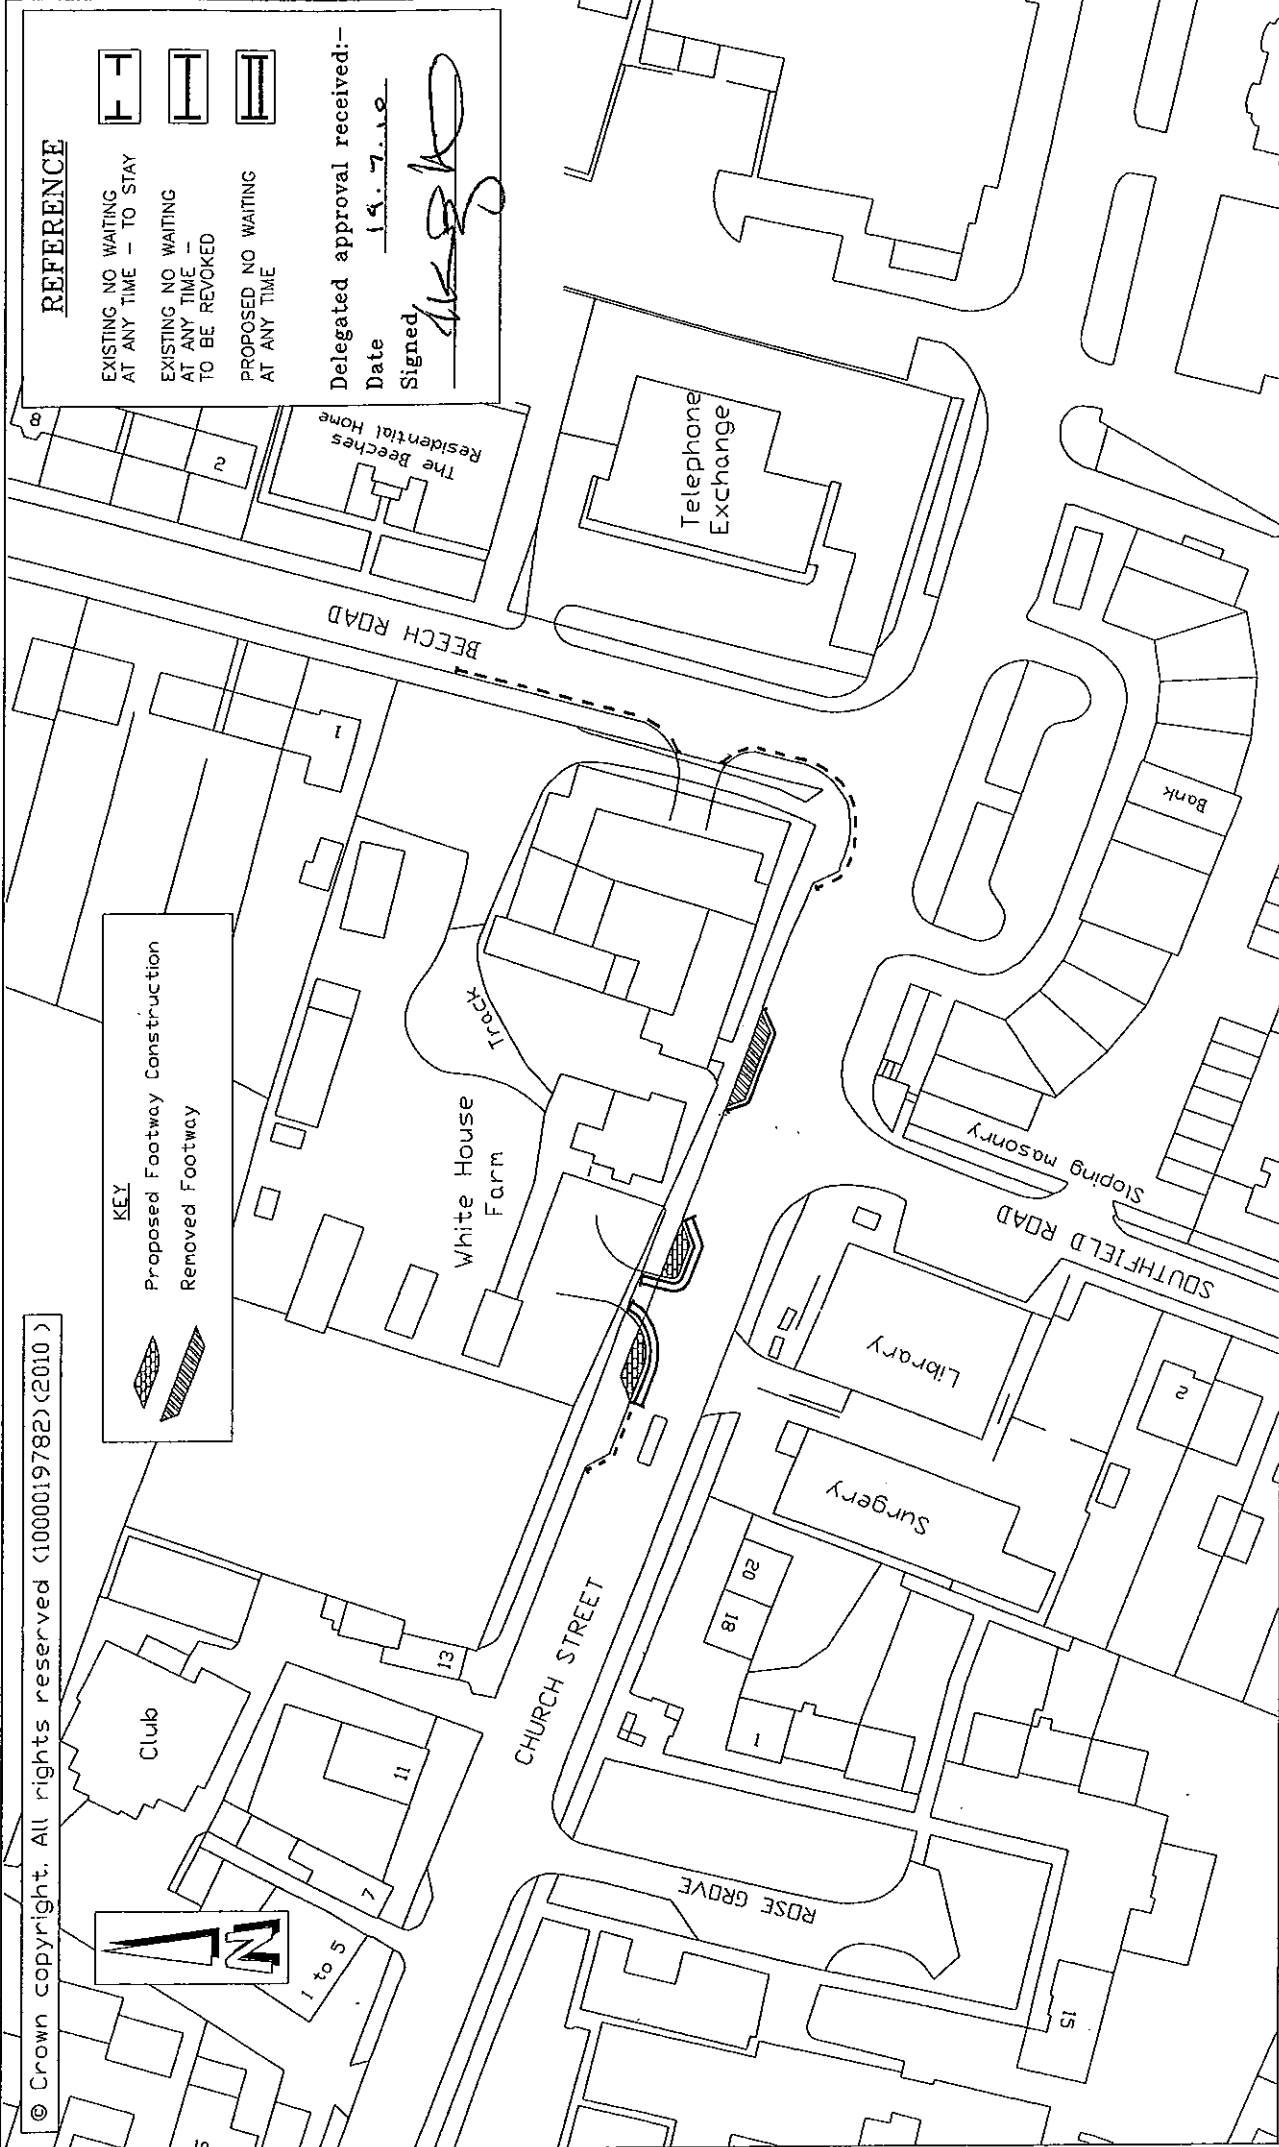 © Crown copyright. All rights reserved (100019782)(2010)
KEY
Proposed Footway Construction
Removed Footway
REFERENCE
EXISTING NO WAITING
AT ANY TIME - TO STAY
EXISTING NO WAITING
AT ANY TIME -
TO BE REVOKED
PROPOSED NO WAITING
AT ANY TIME
Delegated approval received:-
Date 19.7.10
Signed
N
1 to 5
7
11
Club
13
CHURCH STREET
ROSE GROVE
15
1
18
20
Surgery
Library
2
SOUTHFIELD ROAD
Sloping masonry
White House
Farm
Track
Bank
1
BEECH ROAD
The Beeches
Residential Home
2
8
Telephone
Exchange